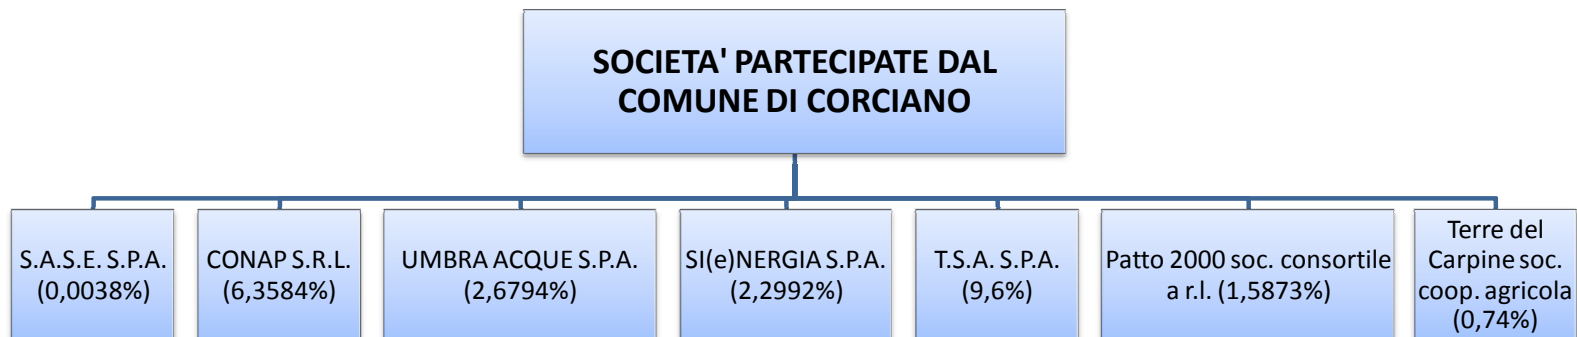 SOCIETA' PARTECIPATE DAL
COMUNE DI CORCIANO
S.A.S.E. S.P.A.
(0,0038%)
CONAP S.R.L.
(6,3584%)
UMBRA ACQUE S.P.A.
(2,6794%)
SI(e)NERGIA S.P.A.
(2,2992%)
T.S.A. S.P.A.
(9,6%)
Patto 2000 soc. consortile
a r.l. (1,5873%)
Terre del
Carpine soc.
coop. agricola
(0,74%)